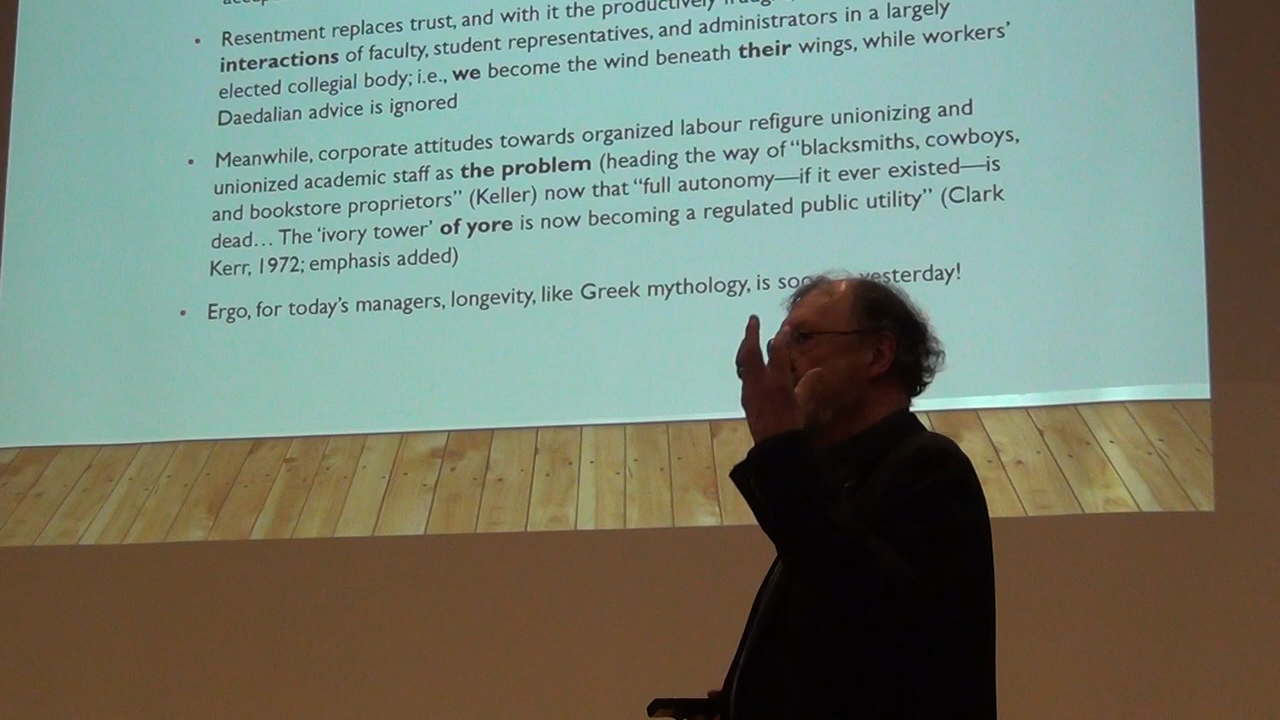 • Resentment replaces trust, and with it the productively
interactions of faculty, student representatives, and administrators in a largely
elected collegial body; i.e., we become the wind beneath their wings, while workers’
Daedalian advice is ignored
• Meanwhile, corporate attitudes towards organized labour refigure unionizing and
unionized academic staff as the problem (heading the way of “blacksmiths, cowboys,
and bookstore proprietors” (Keller) now that “full autonomy—if it ever existed—is
dead… The ‘ivory tower’ of yore is now becoming a regulated public utility” (Clark
Kerr, 1972; emphasis added)
• Ergo, for today’s managers, longevity, like Greek mythology, is so yesterday!